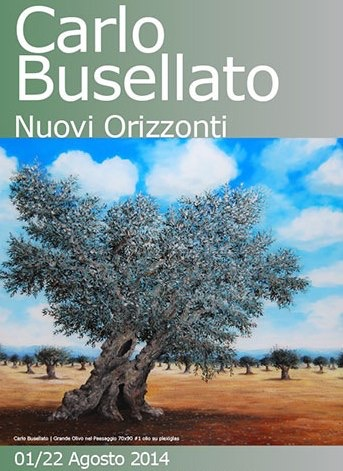 Carlo
Busellato
Nuovi Orizzonti
Carlo Busellato | Grande Olivo nel Paesaggio 70x90 #1 olio su plexiglas
01/22 Agosto 2014